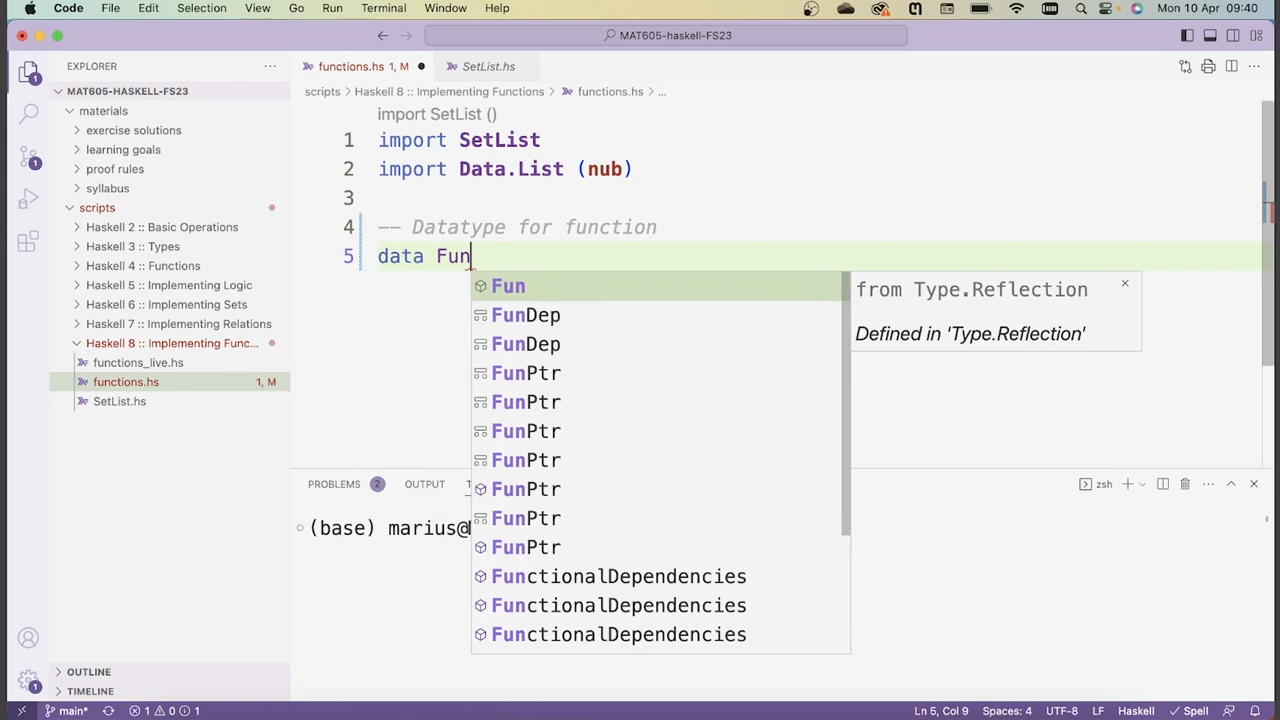 Code File Edit Selection View Go Run Terminal Window Help Mon 10 Apr 09:40
MAT605-haskell-FS23
EXPLORER
functions.hs 1, M
SetList.hs
MAT605-HASKELL-FS23
scripts > Haskell 8 :: Implementing Functions > functions.hs > ...
materials
exercise solutions
learning goals
proof rules
syllabus
scripts
Haskell 2 :: Basic Operations
Haskell 3 :: Types
Haskell 4 :: Functions
Haskell 5 :: Implementing Logic
Haskell 6 :: Implementing Sets
Haskell 7 :: Implementing Relations
Haskell 8 :: Implementing Func...
functions_live.hs
functions.hs 1, M
SetList.hs
OUTLINE
TIMELINE
import SetList ()
1 import SetList
2 import Data.List (nub)
3
4 -- Datatype for function
5 data Fun
Fun
FunDep
FunDep
FunPtr
FunPtr
FunPtr
FunPtr
FunPtr
FunPtr
FunPtr
FunctionalDependencies
FunctionalDependencies
FunctionalDependencies
from Type.Reflection
Defined in 'Type.Reflection'
PROBLEMS 2 OUTPUT
zsh
(base) marius@
main* 1 0 1 Ln 5, Col 9 Spaces: 4 UTF-8 LF Haskell Spell